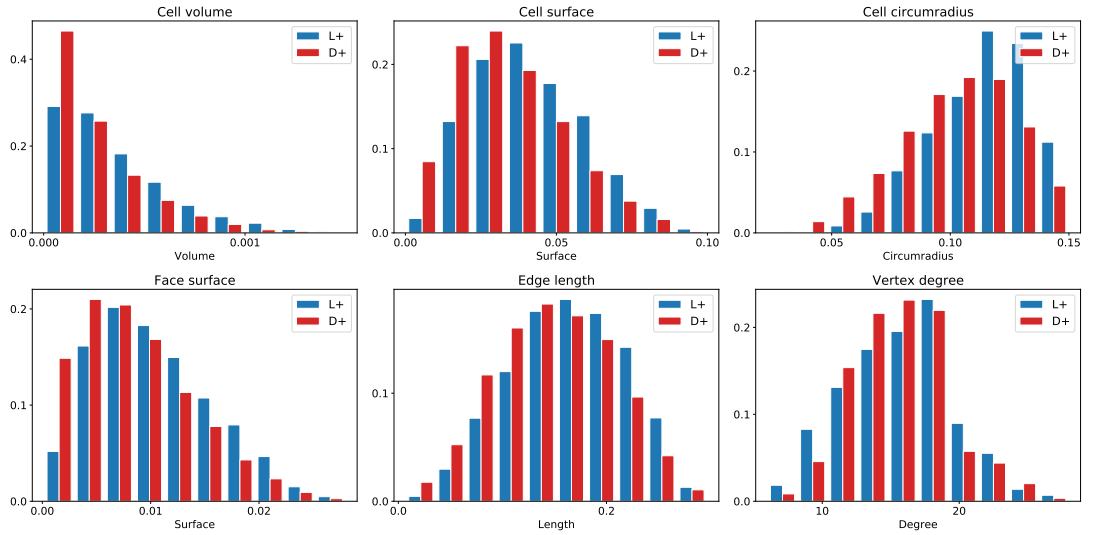 Cell volume
L+
D+
0.4
0.2
0.0
0.000
0.001
Volume
Cell surface
L+
D+
0.2
0.1
0.0
0.00
0.05
0.10
Surface
Cell circumradius
L+
D+
0.2
0.1
0.0
0.05
0.10
0.15
Circumradius
Face surface
L+
D+
0.2
0.1
0.0
0.00
0.01
0.02
Surface
Edge length
L+
D+
0.1
0.0
0.0
0.2
Length
Vertex degree
L+
D+
0.2
0.1
0.0
10
20
Degree